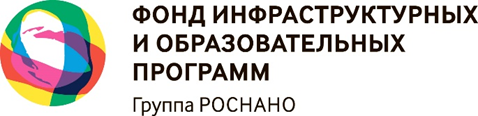 ФОНД ИНФРАСТРУКТУРНЫХ
И ОБРАЗОВАТЕЛЬНЫХ
ПРОГРАММ
Группа РОСНАНО